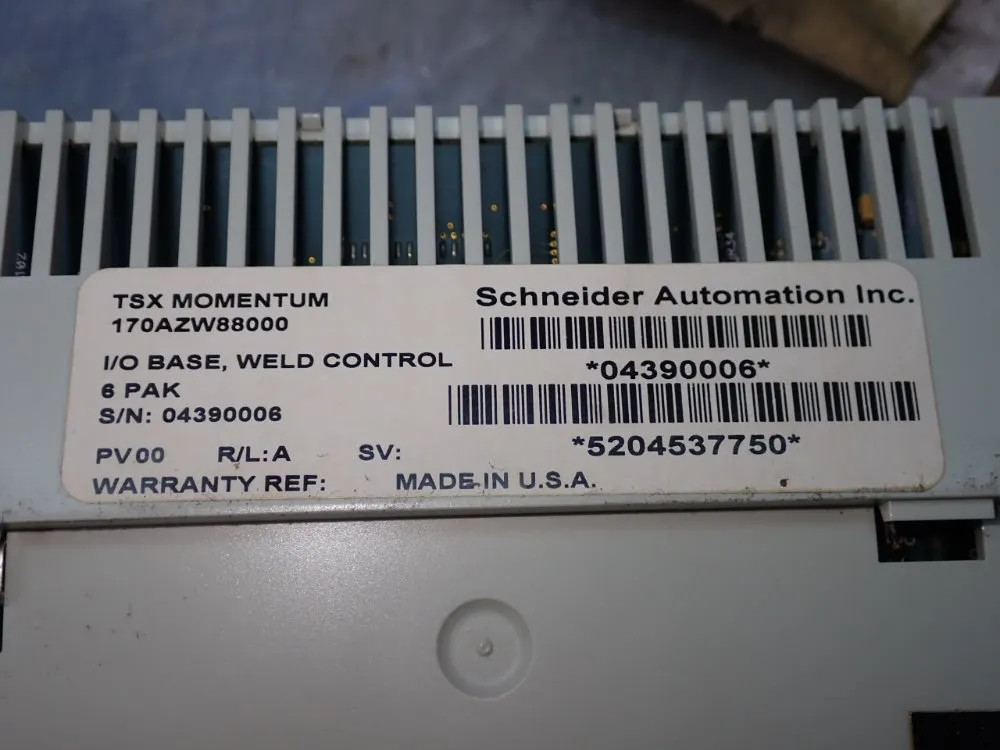 TSX MOMENTUM
170AZW88000
I/O BASE, WELD CONTROL
6 PAK
S/N: 04390006
PV00 R/L: A SV:
WARRANTY REF: MADE IN U.S.A.
Schneider Automation Inc.
*04390006*
*5204537750*